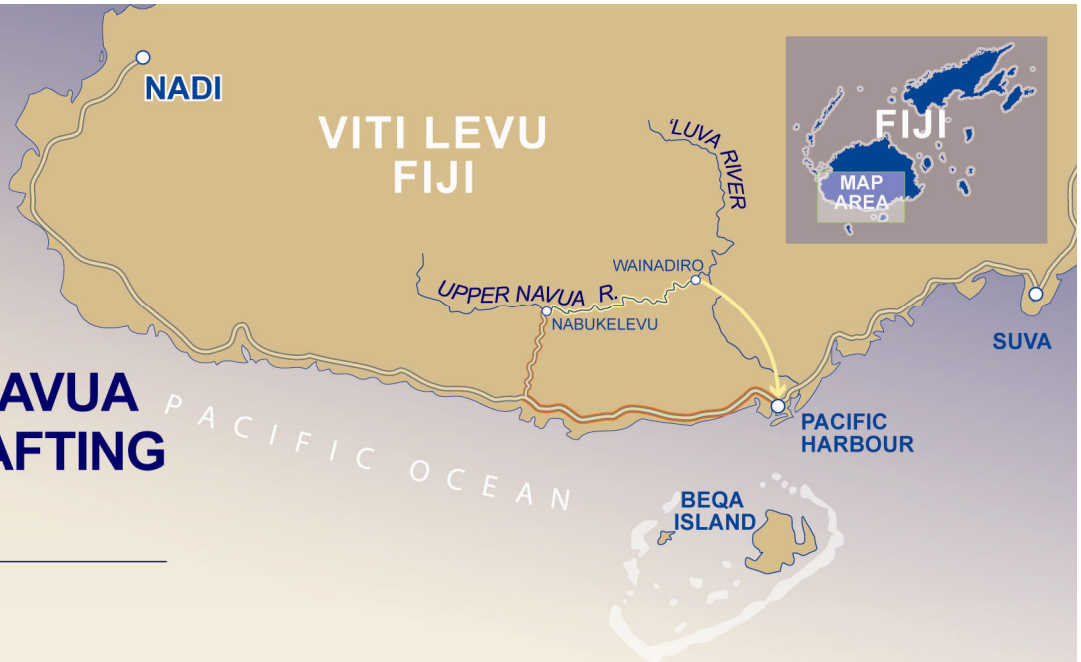 NADI
VITI LEVU
FIJI
'LUVA RIVER
FIJI
MAP
AREA
WAINADIRO
UPPER NAVUA R.
NABUKELEVU
SUVA
AVUA
AFTING
PACIFIC OCEAN
PACIFIC
HARBOUR
BEQA
ISLAND